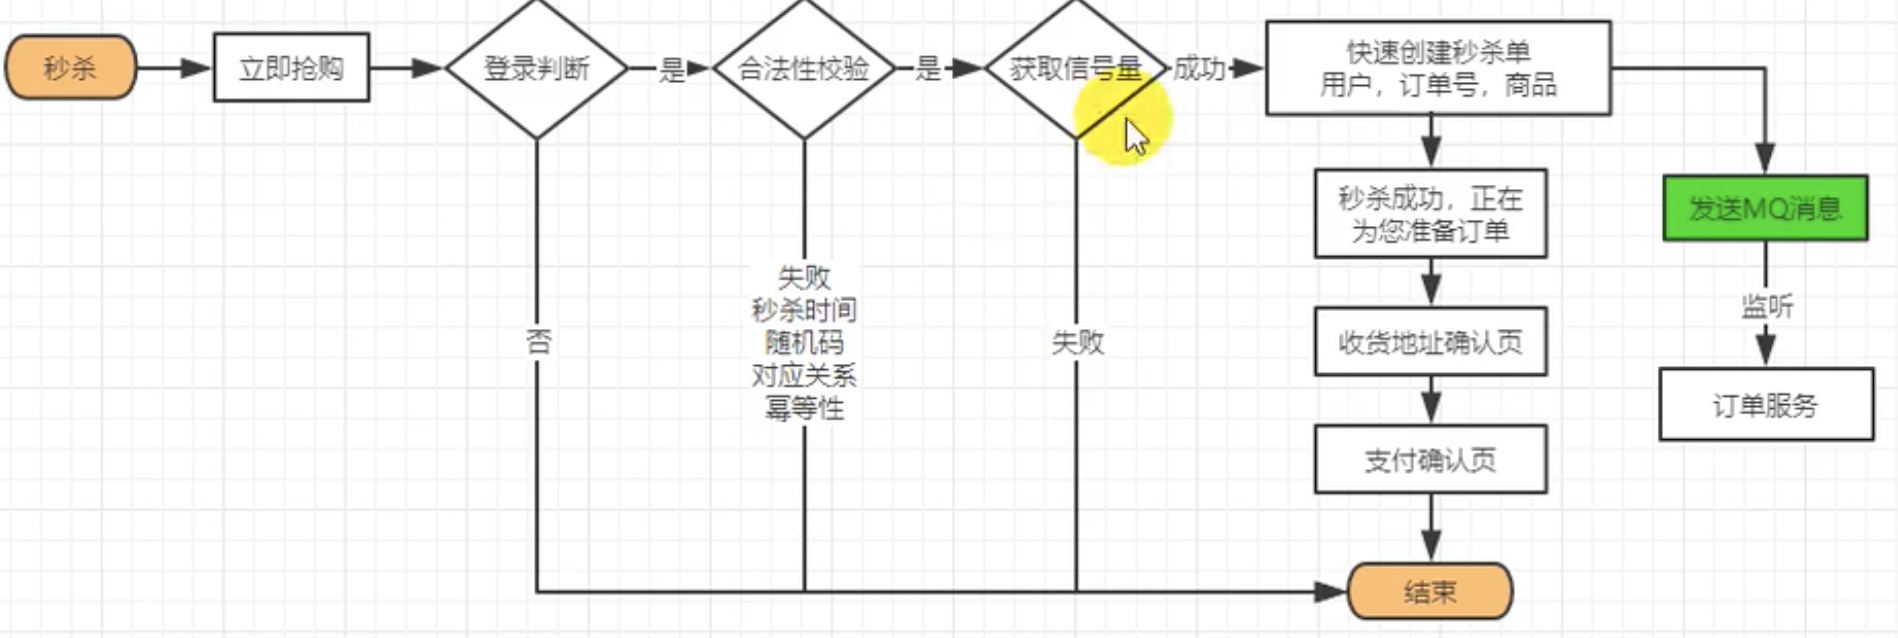 秒杀
立即抢购
登录判断
是
合法性校验
是
获取信号量
成功
快速创建秒杀单
用户，订单号，商品
秒杀成功，正在
为您准备订单
发送MQ消息
失败
秒杀时间
随机码
对应关系
幂等性
否
失败
监听
收货地址确认页
订单服务
支付确认页
结束